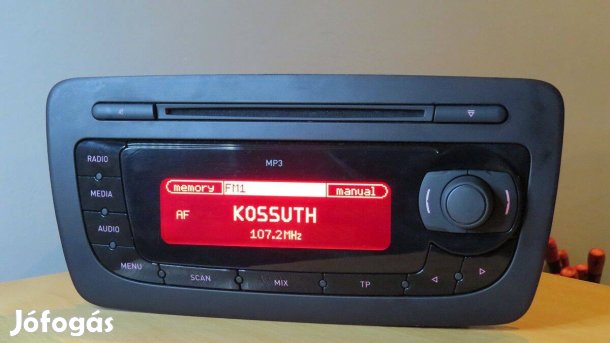 MP3
RADIO
MEDIA
AUDIO
MENU
memory FM1 manual
AF KOSSUTH
107.2MHz
SCAN MIX TP
Jófogás